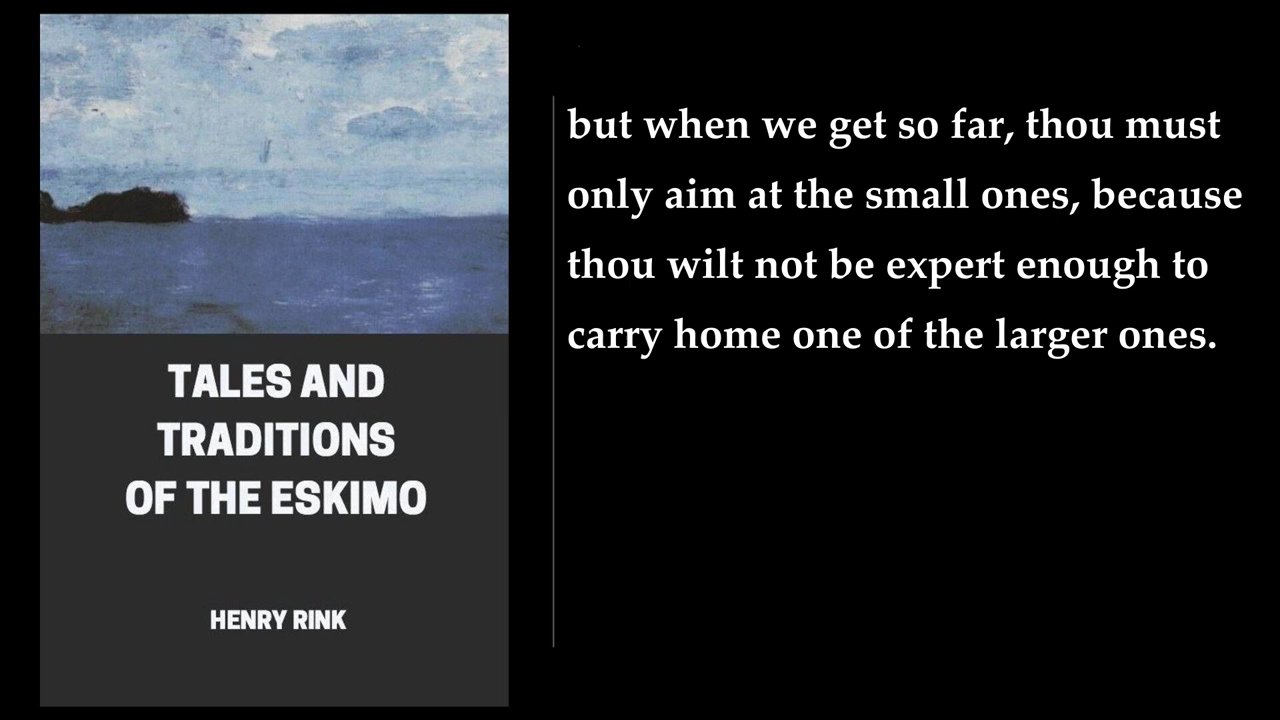 TALES AND
TRADITIONS
OF THE ESKIMO
HENRY RINK
but when we get so far, thou must
only aim at the small ones, because
thou wilt not be expert enough to
carry home one of the larger ones.